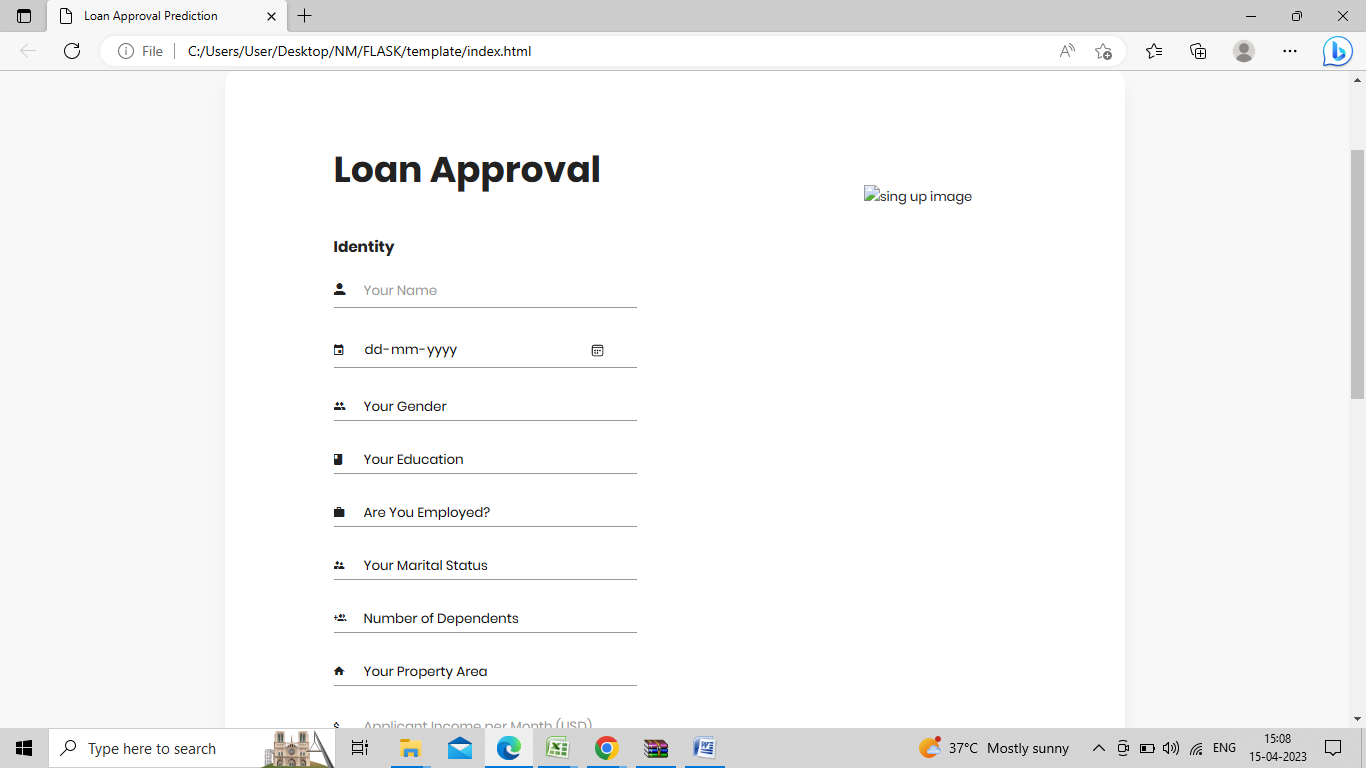 Loan Approval Prediction
File
C:/Users/User/Desktop/NM/FLASK/template/index.html
Loan Approval
sing up image
Identity
Your Name
dd-mm-yyyy
Your Gender
Your Education
Are You Employed?
Your Marital Status
Number of Dependents
Your Property Area
Applicant Income per Month (USD)
Type here to search
37°C Mostly sunny
ENG
15:08
15-04-2023